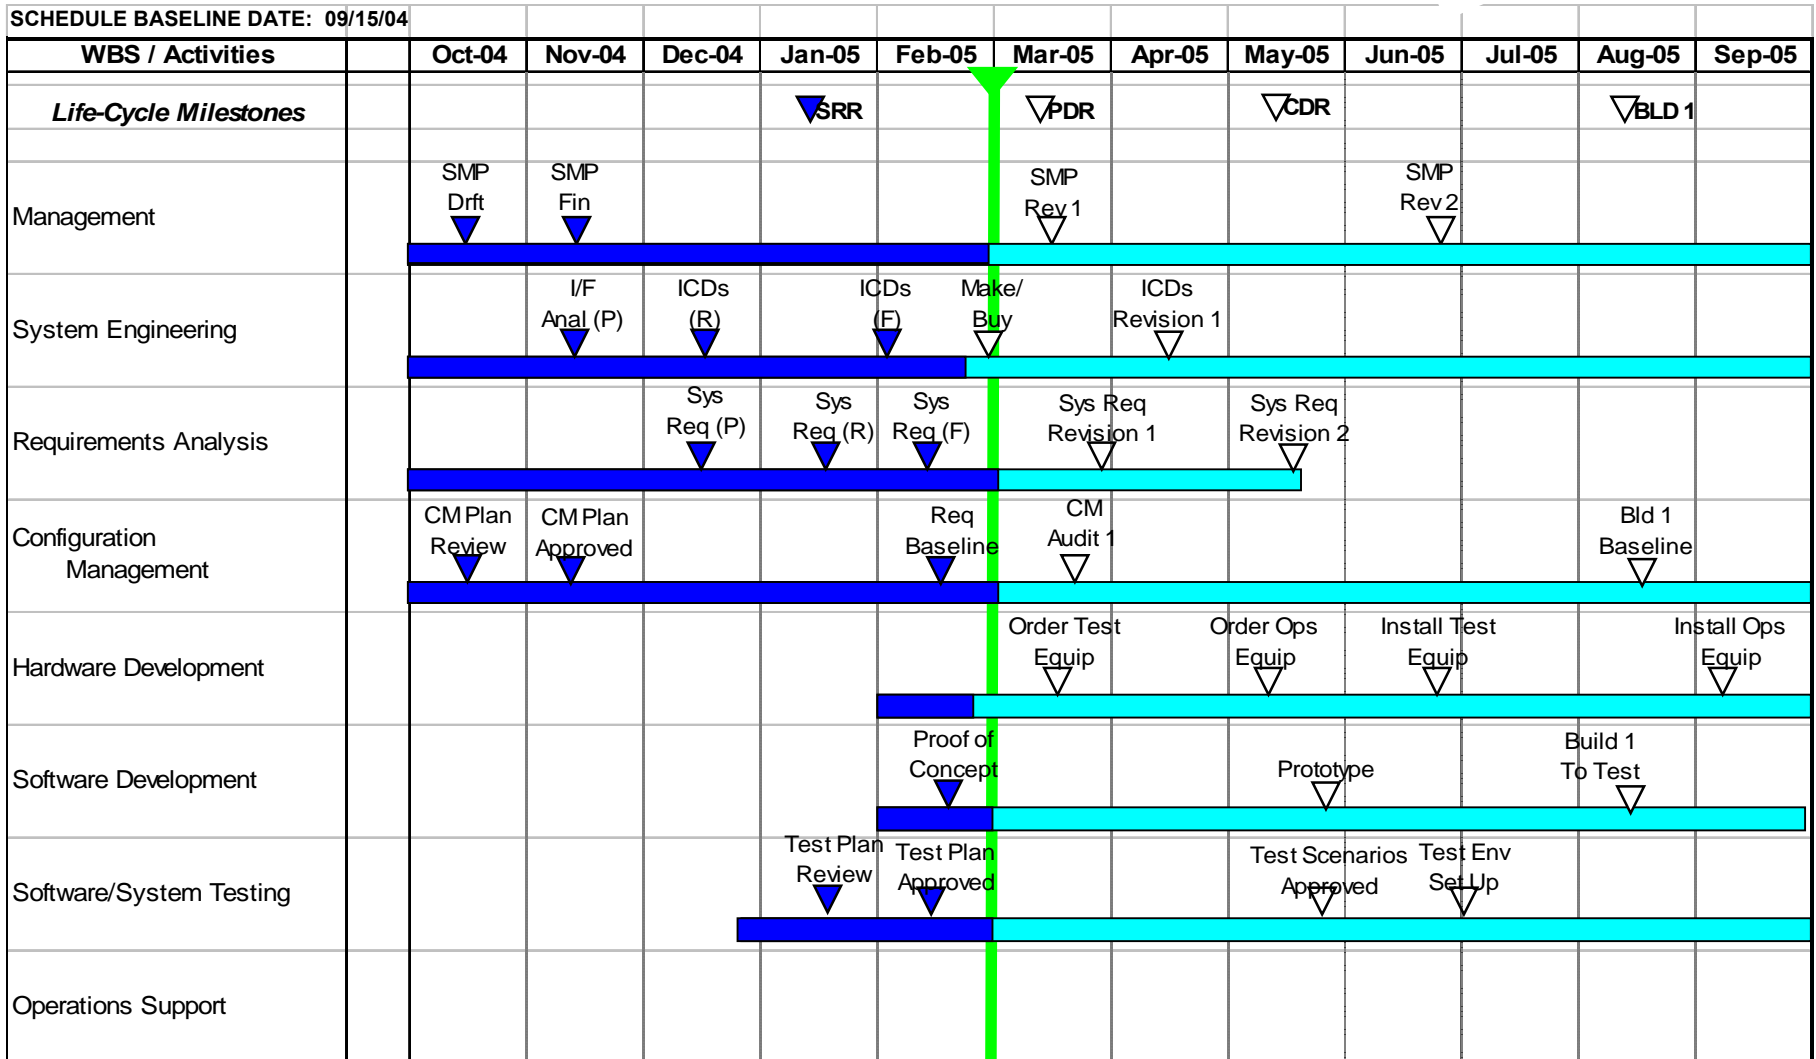 SCHEDULE BASELINE DATE: 09/15/04
WBS / Activities
Oct-04
Nov-04
Dec-04
Jan-05
Feb-05
Mar-05
Apr-05
May-05
Jun-05
Jul-05
Aug-05
Sep-05
Life-Cycle Milestones
SRR
PDR
CDR
BLD 1
Management
SMP
Drft
SMP
Fin
SMP
Rev 1
SMP
Rev 2
System Engineering
I/F
Anal (P)
ICDs
(R)
ICDs
(F)
Make/
Buy
ICDs
Revision 1
Requirements Analysis
Sys
Req (P)
Sys
Req (R)
Sys
Req (F)
Sys Req
Revision 1
Sys Req
Revision 2
Configuration
Management
CM Plan
Review
CM Plan
Approved
Req
Baseline
CM
Audit 1
Bld 1
Baseline
Hardware Development
Order Test
Equip
Order Ops
Equip
Install Test
Equip
Install Ops
Equip
Software Development
Proof of
Concept
Prototype
Build 1
To Test
Software/System Testing
Test Plan
Review
Test Plan
Approved
Test Scenarios
Approved
Test Env
Set Up
Operations Support